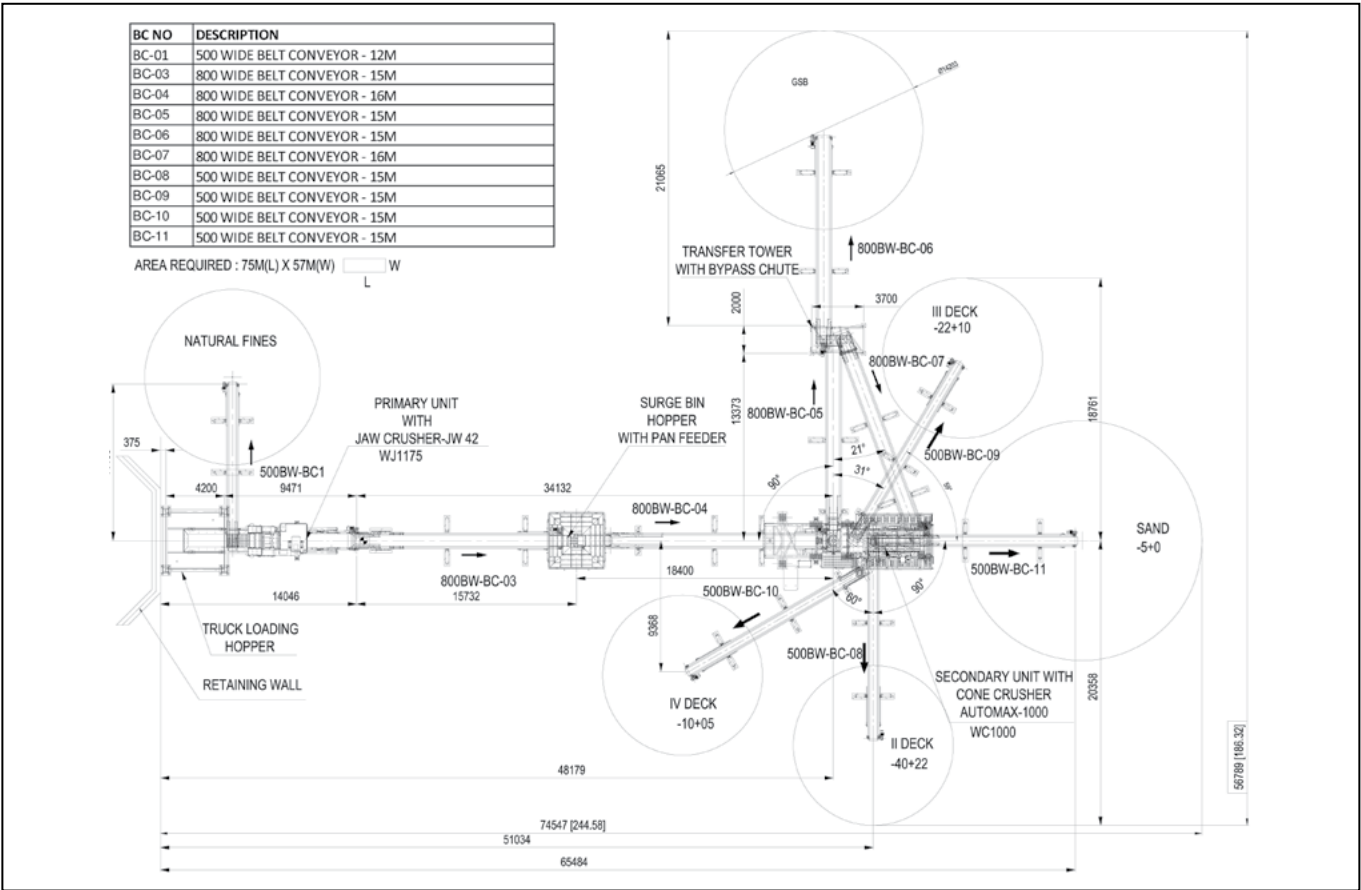 BC NO DESCRIPTION
BC-01 500 WIDE BELT CONVEYOR - 12M
BC-03 800 WIDE BELT CONVEYOR - 15M
BC-04 800 WIDE BELT CONVEYOR - 16M
BC-05 800 WIDE BELT CONVEYOR - 15M
BC-06 800 WIDE BELT CONVEYOR - 15M
BC-07 800 WIDE BELT CONVEYOR - 16M
BC-08 500 WIDE BELT CONVEYOR - 15M
BC-09 500 WIDE BELT CONVEYOR - 15M
BC-10 500 WIDE BELT CONVEYOR - 15M
BC-11 500 WIDE BELT CONVEYOR - 15M
AREA REQUIRED : 75M(L) X 57M(W)
W
L
GSB
Ø14203
21065
TRANSFER TOWER
WITH BYPASS CHUTE
800BW-BC-06
2000
3700
III DECK
-22+10
NATURAL FINES
800BW-BC-07
PRIMARY UNIT
WITH
JAW CRUSHER-JW 42
WJ1175
SURGE BIN
HOPPER
WITH PAN FEEDER
13373
800BW-BC-05
18761
375
500BW-BC1
21°
31°
500BW-BC-09
90°
4200
9471
34132
800BW-BC-04
SAND
-5+0
800BW-BC-03
18400
500BW-BC-11
14046
15732
500BW-BC-10
60°
90°
TRUCK LOADING
HOPPER
9368
500BW-BC-08
RETAINING WALL
SECONDARY UNIT WITH
CONE CRUSHER
AUTOMAX-1000
WC1000
20358
IV DECK
-10+05
II DECK
-40+22
56789 [186.32]
48179
74547 [244.58]
51034
65484